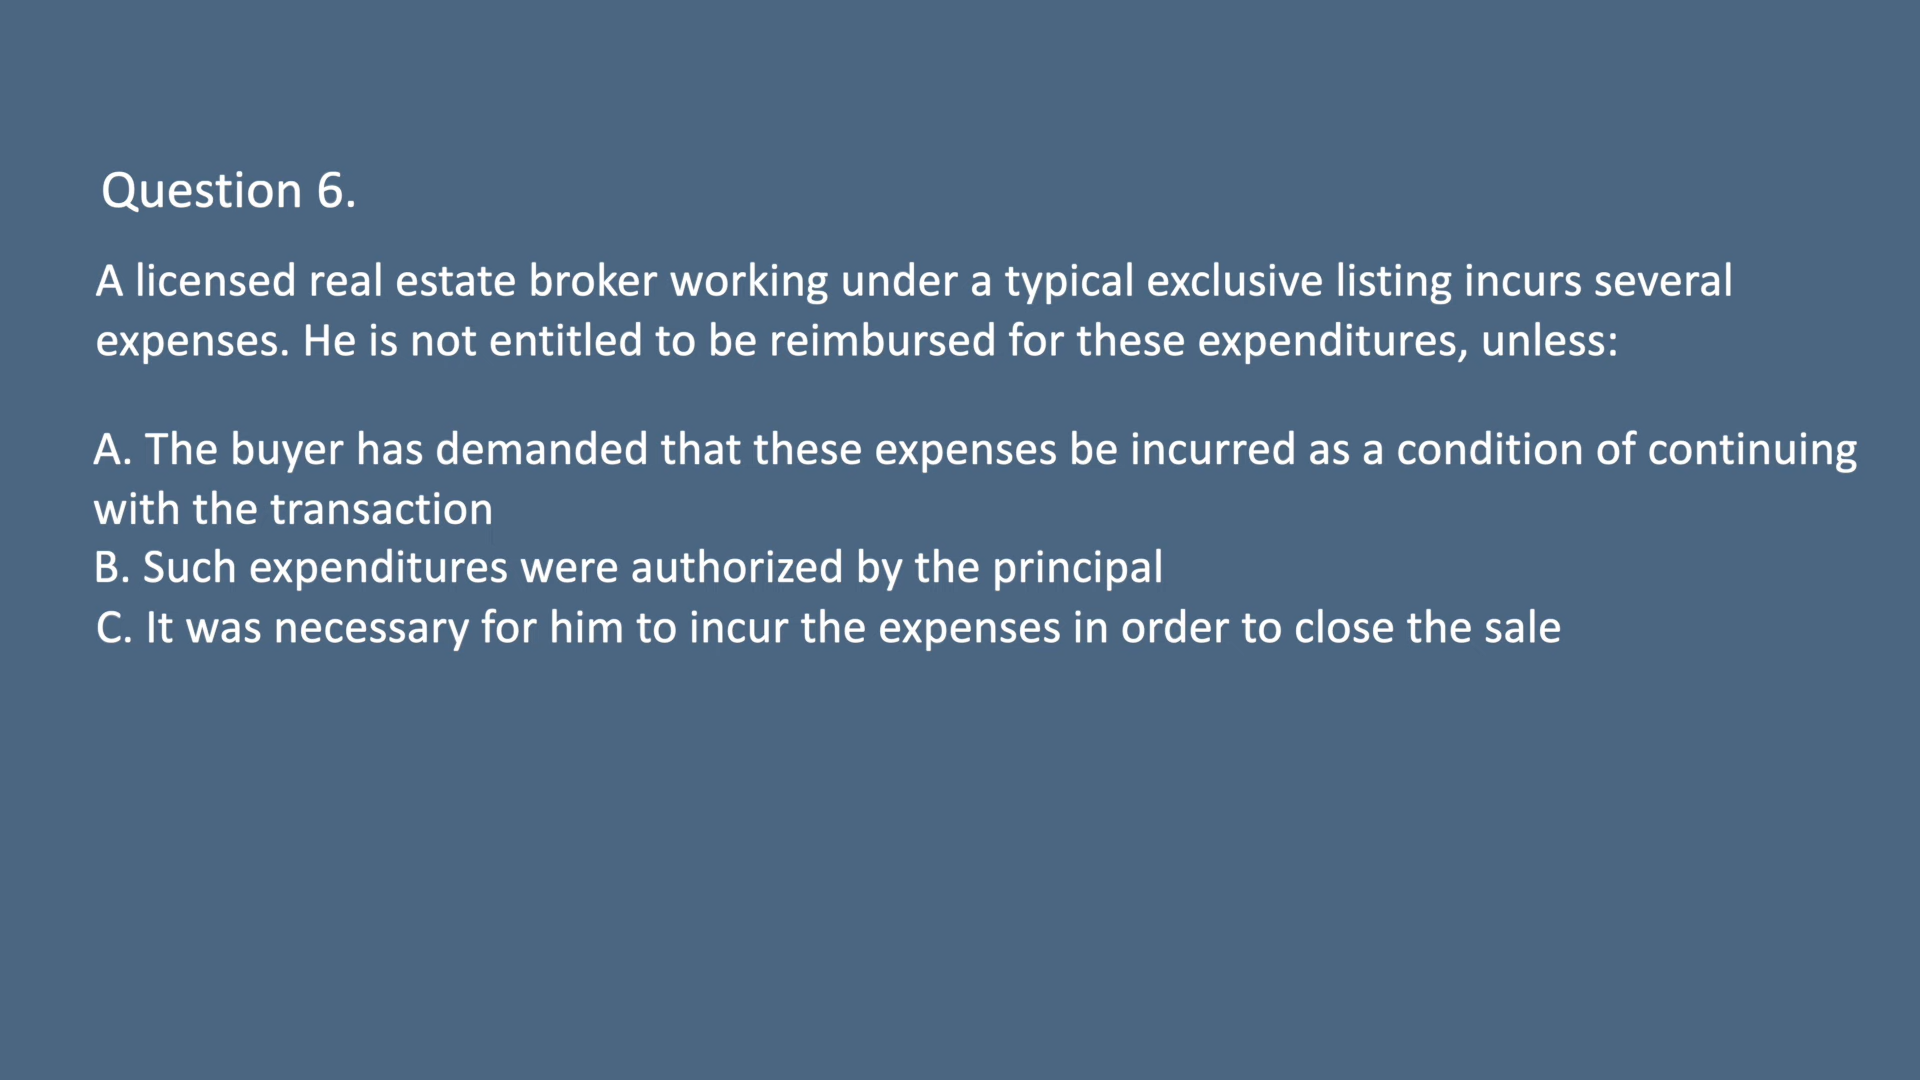 Question 6.
A licensed real estate broker working under a typical exclusive listing incurs several
expenses. He is not entitled to be reimbursed for these expenditures, unless:
A. The buyer has demanded that these expenses be incurred as a condition of continuing
with the transaction
B. Such expenditures were authorized by the principal
C. It was necessary for him to incur the expenses in order to close the sale